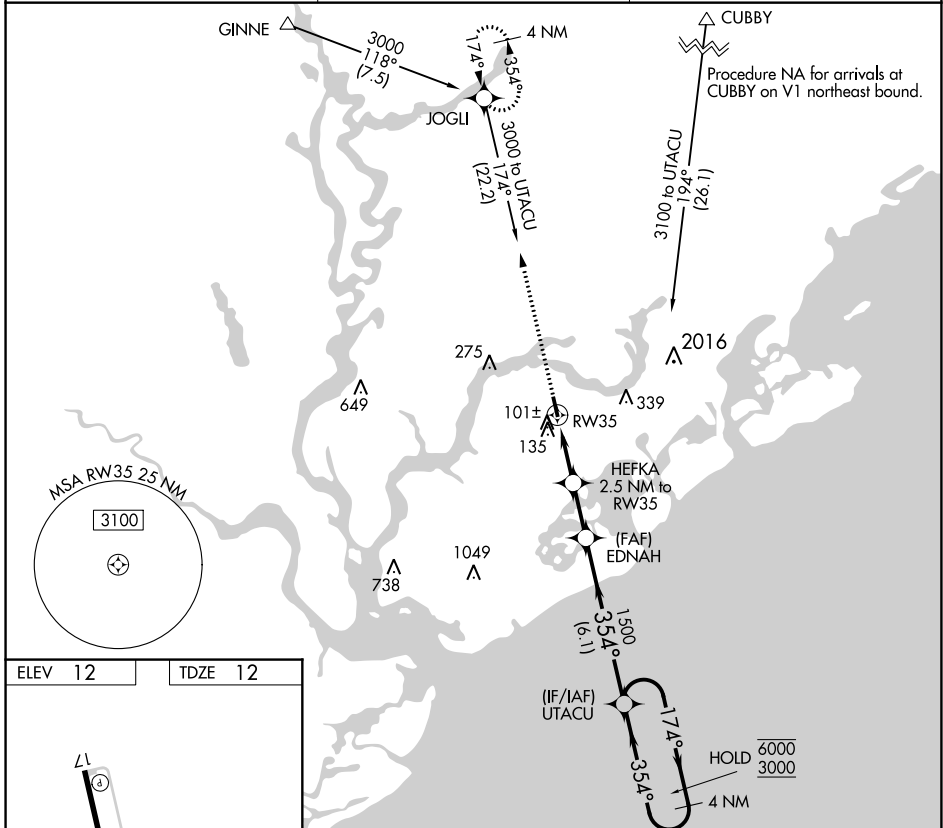 GINNE
3000
118°
(7.5)
174°
354°
4 NM
JOGLI
3000 to UTACU
174°
(22.2)
CUBBY
Procedure NA for arrivals at
CUBBY on V1 northeast bound.
3100 to UTACU
194°
(26.1)
2016
275
649
339
101±
135
RW35
HEFKA
2.5 NM to
RW35
(FAF)
EDNAH
MSA RW35 25 NM
3100
738
1049
1500
354°
(6.1)
(IF/IAF)
UTACU
174°
354°
HOLD
6000
3000
4 NM
ELEV 12
TDZE 12
17
P